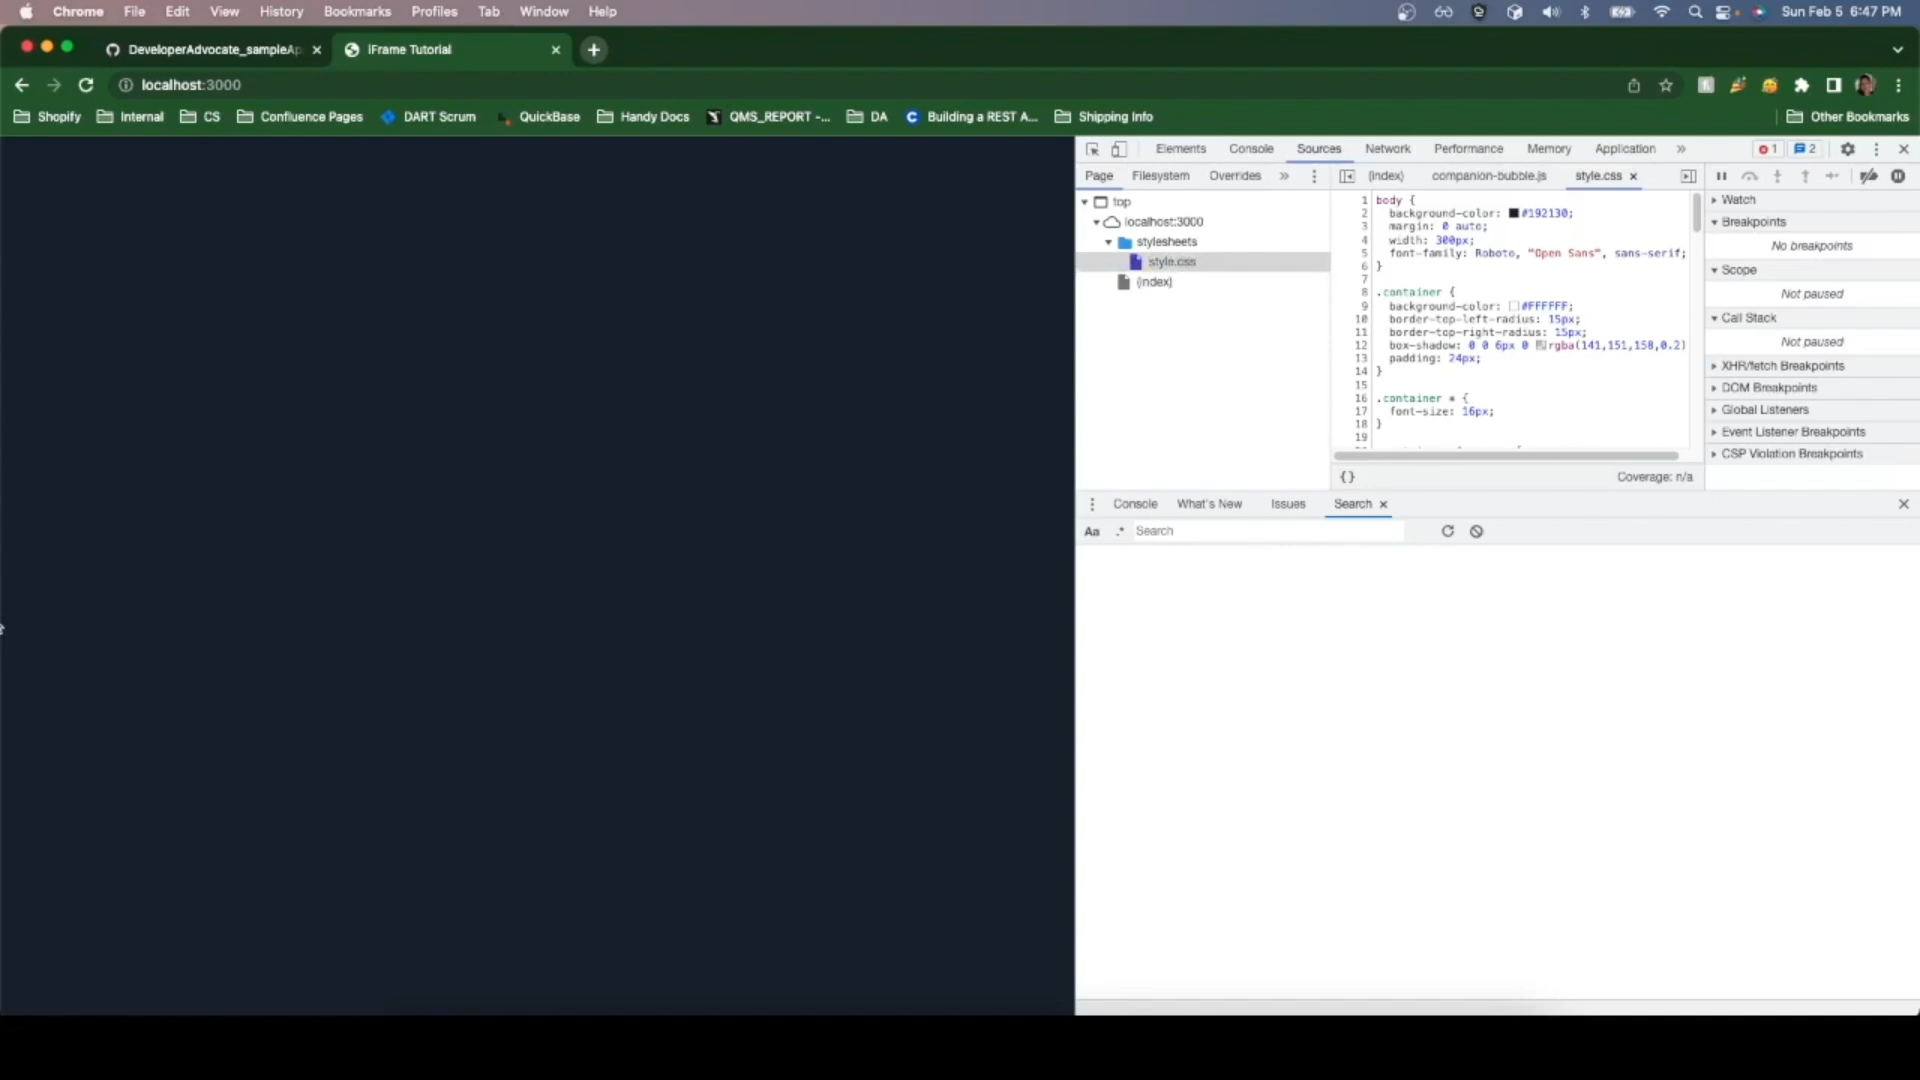 Chrome File Edit View History Bookmarks Profiles Tab Window Help Sun Feb 5 6:47 PM
DeveloperAdvocate_sampleAp iFrame Tutorial
localhost:3000
Shopify Internal CS Confluence Pages DART Scrum QuickBase Handy Docs QMS_REPORT -... DA Building a REST A... Shipping Info Other Bookmarks
Elements Console Sources Network Performance Memory Application » 1 2
Page Filesystem Overrides » (index) companion-bubble.js style.css
top
localhost:3000
stylesheets
style.css
(index)
1 body {
2 background-color: #192130;
3 margin: 0 auto;
4 width: 300px;
5 font-family: Roboto, "Open Sans", sans-serif;
6 }
7
8 .container {
9 background-color: #FFFFFF;
10 border-top-left-radius: 15px;
11 border-top-right-radius: 15px;
12 box-shadow: 0 0 6px 0 rgba(141,151,158,0.2)
13 padding: 24px;
14 }
15
16 .container * {
17 font-size: 16px;
18 }
19
{} Coverage: n/a
Watch
Breakpoints
No breakpoints
Scope
Not paused
Call Stack
Not paused
XHR/fetch Breakpoints
DOM Breakpoints
Global Listeners
Event Listener Breakpoints
CSP Violation Breakpoints
Console What's New Issues Search
Aa .* Search